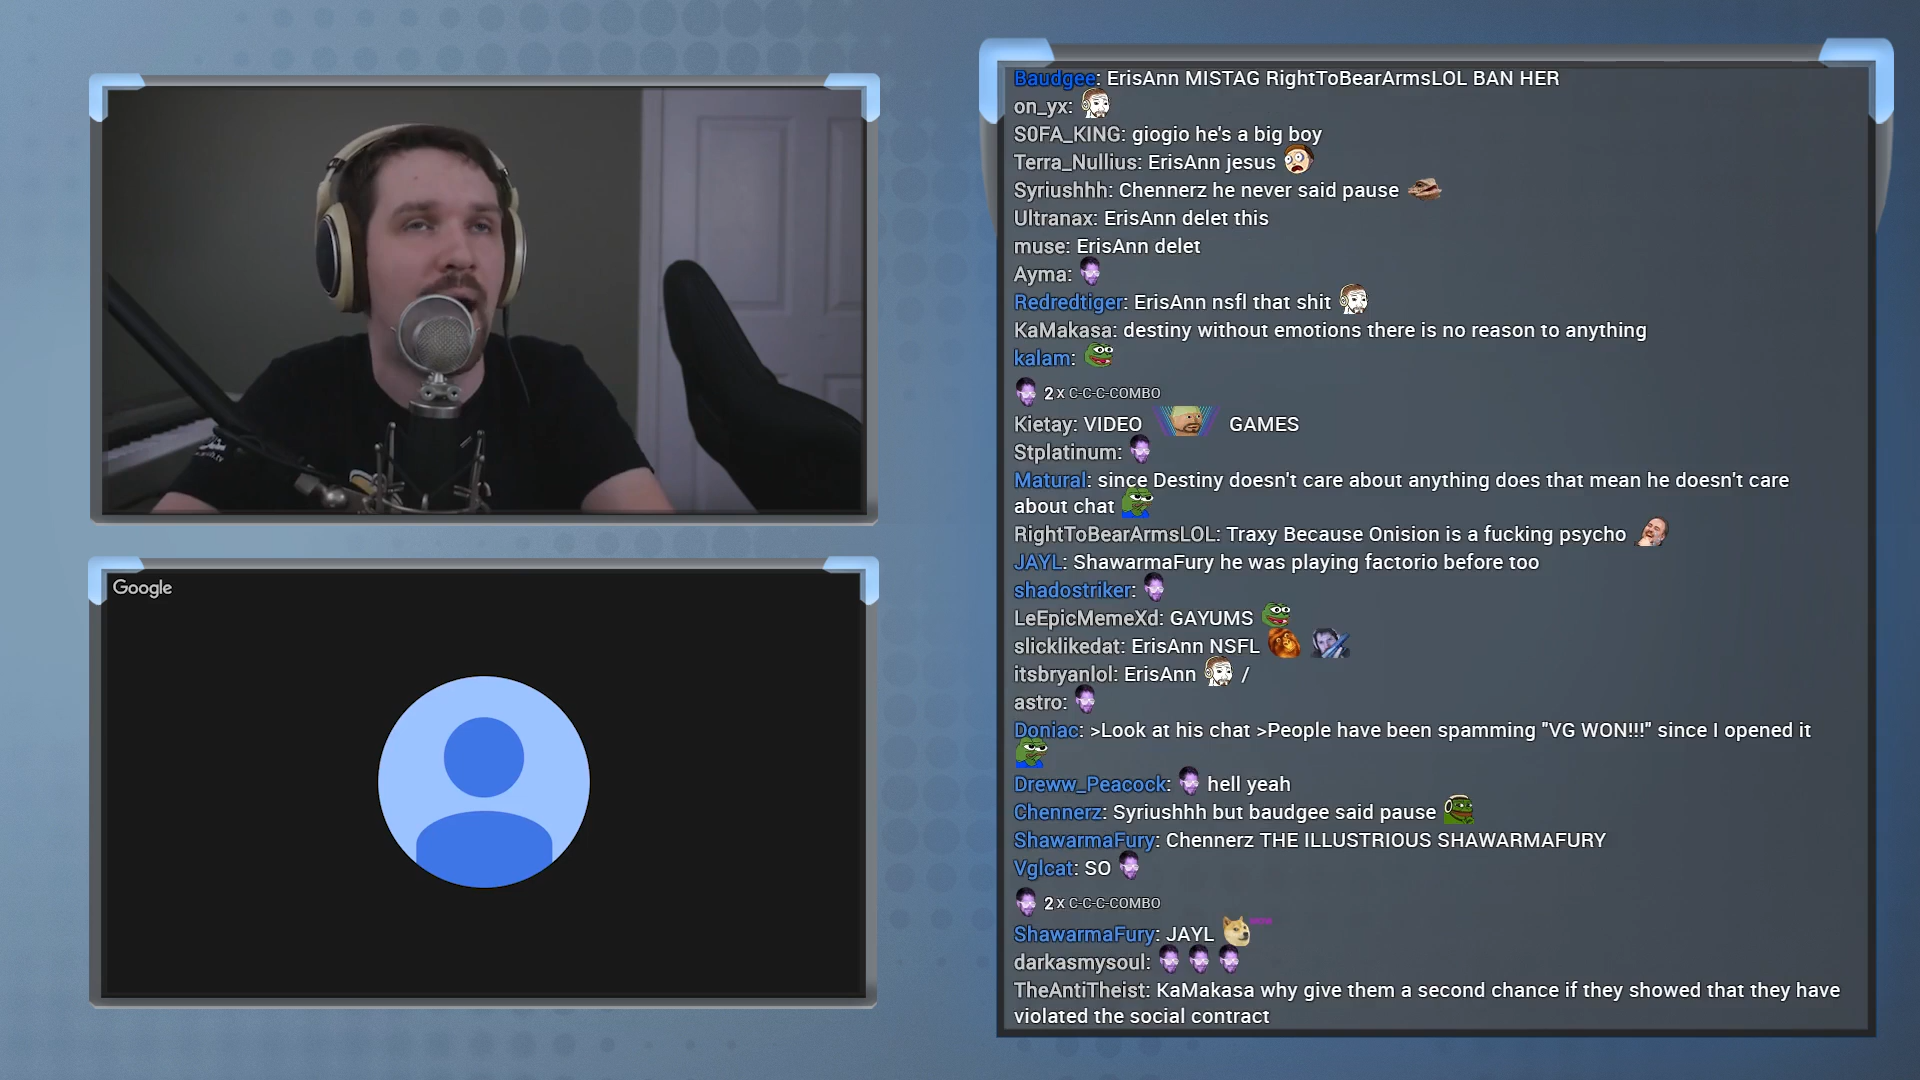 Google
Baudgee: ErisAnn MISTAG RightToBearArmsLOL BAN HER
on_yx:
S0FA_KING: giogio he's a big boy
Terra_Nullius: ErisAnn jesus
Syriushhh: Chennerz he never said pause
Ultranax: ErisAnn delet this
muse: ErisAnn delet
Ayma:
Redredtiger: ErisAnn nsfl that shit
KaMakasa: destiny without emotions there is no reason to anything
kalam:
2 x C-C-C-COMBO
Kietay: VIDEO GAMES
Stplatinum:
Matural: since Destiny doesn't care about anything does that mean he doesn't care
about chat
RightToBearArmsLOL: Traxy Because Onision is a fucking psycho
JAYL: ShawarmaFury he was playing factorio before too
shadostriker:
LeEpicMemeXd: GAYUMS
slicklikedat: ErisAnn NSFL
itsbryanlol: ErisAnn /
astro:
Doniac: >Look at his chat >People have been spamming "VG WON!!!" since I opened it
Dreww_Peacock: hell yeah
Chennerz: Syriushhh but baudgee said pause
ShawarmaFury: Chennerz THE ILLUSTRIOUS SHAWARMAFURY
Vglcat: SO
2 x C-C-C-COMBO
ShawarmaFury: JAYL
darkasmysoul:
TheAntiTheist: KaMakasa why give them a second chance if they showed that they have
violated the social contract